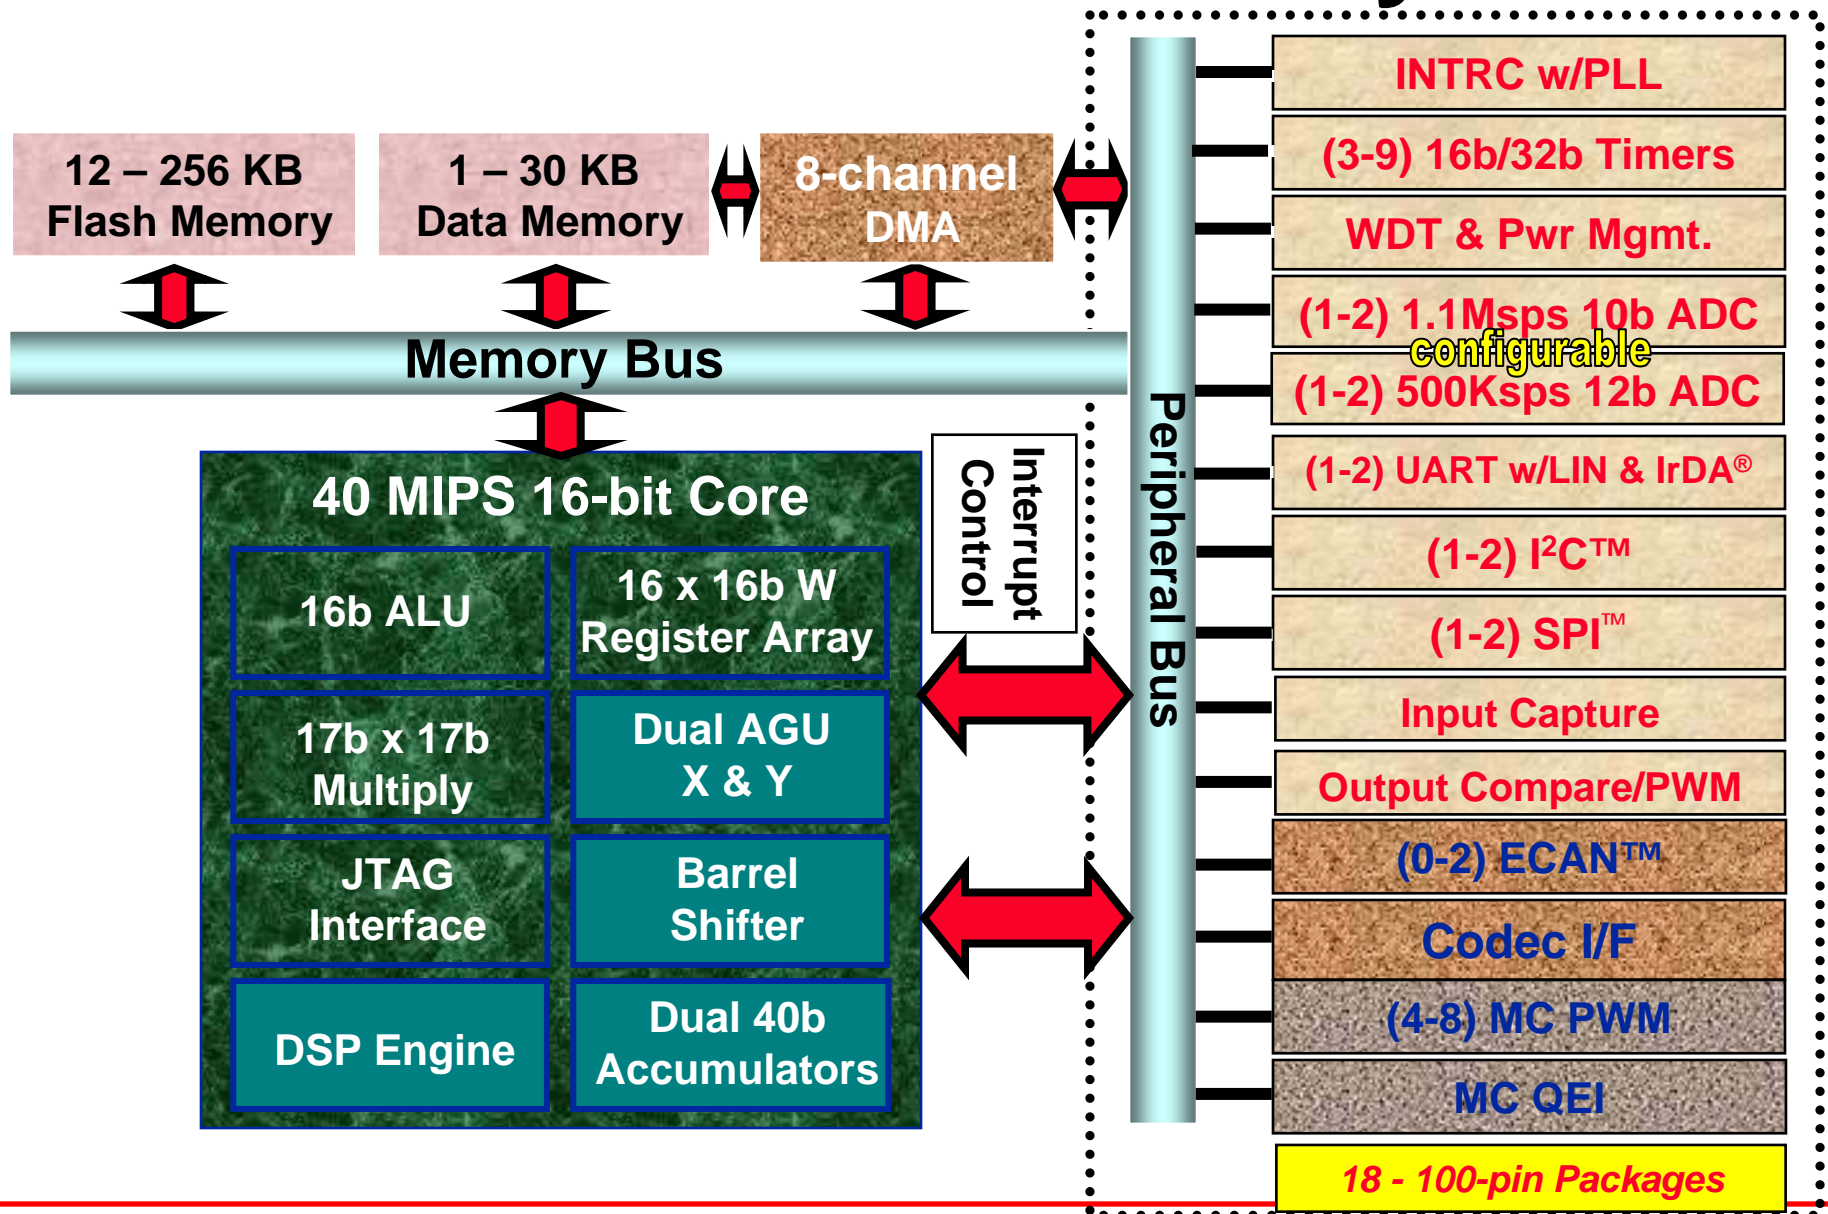 12 – 256 KB
Flash Memory
1 – 30 KB
Data Memory
8-channel
DMA
Memory Bus
40 MIPS 16-bit Core
16b ALU
16 x 16b W
Register Array
17b x 17b
Multiply
Dual AGU
X & Y
JTAG
Interface
Barrel
Shifter
DSP Engine
Dual 40b
Accumulators
Interrupt
Control
Peripheral Bus
INTRC w/PLL
(3-9) 16b/32b Timers
WDT & Pwr Mgmt.
(1-2) 1.1Msps 10b ADC
configurable
(1-2) 500Ksps 12b ADC
(1-2) UART w/LIN & IrDA®
(1-2) I²C™
(1-2) SPI™
Input Capture
Output Compare/PWM
(0-2) ECAN™
Codec I/F
(4-8) MC PWM
MC QEI
18 - 100-pin Packages